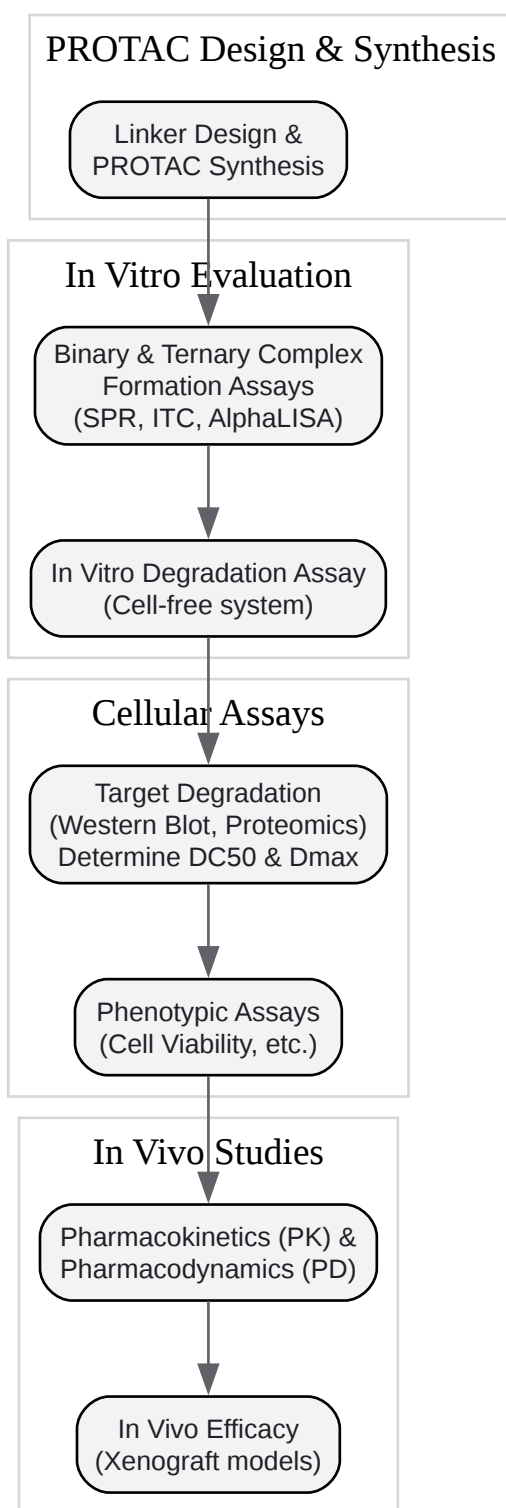 PROTAC Design & Synthesis
Linker Design &
PROTAC Synthesis
In Vitro Evaluation
Binary & Ternary Complex
Formation Assays
(SPR, ITC, AlphaLISA)
In Vitro Degradation Assay
(Cell-free system)
Cellular Assays
Target Degradation
(Western Blot, Proteomics)
Determine DC50 & Dmax
Phenotypic Assays
(Cell Viability, etc.)
In Vivo Studies
Pharmacokinetics (PK) &
Pharmacodynamics (PD)
In Vivo Efficacy
(Xenograft models)